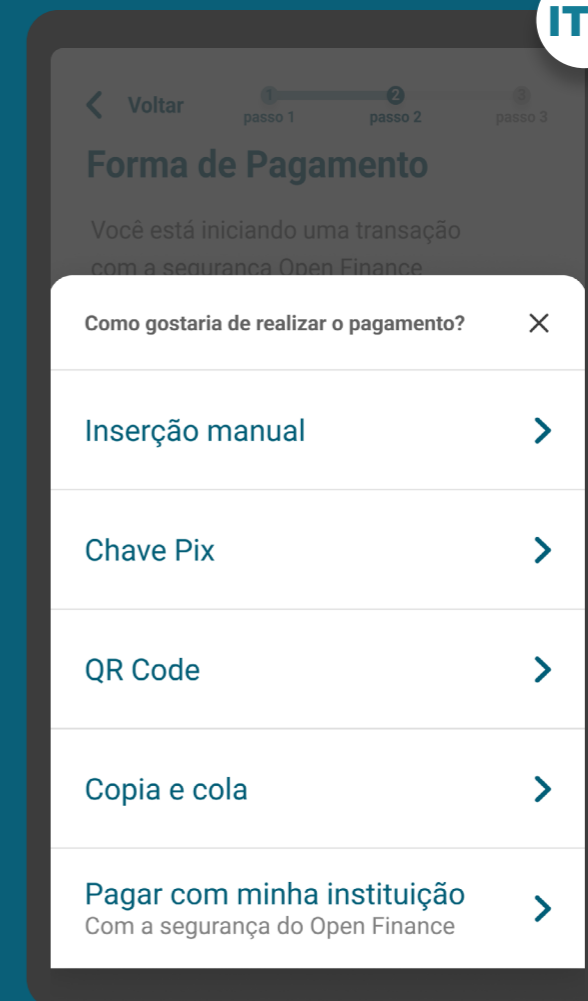 IT
Voltar
1
2
3
passo 1
passo 2
passo 3
Forma de Pagamento
Você está iniciando uma transação
com a segurança Open Finance
Como gostaria de realizar o pagamento?
Inserção manual
Chave Pix
QR Code
Copia e cola
Pagar com minha instituição
Com a segurança do Open Finance